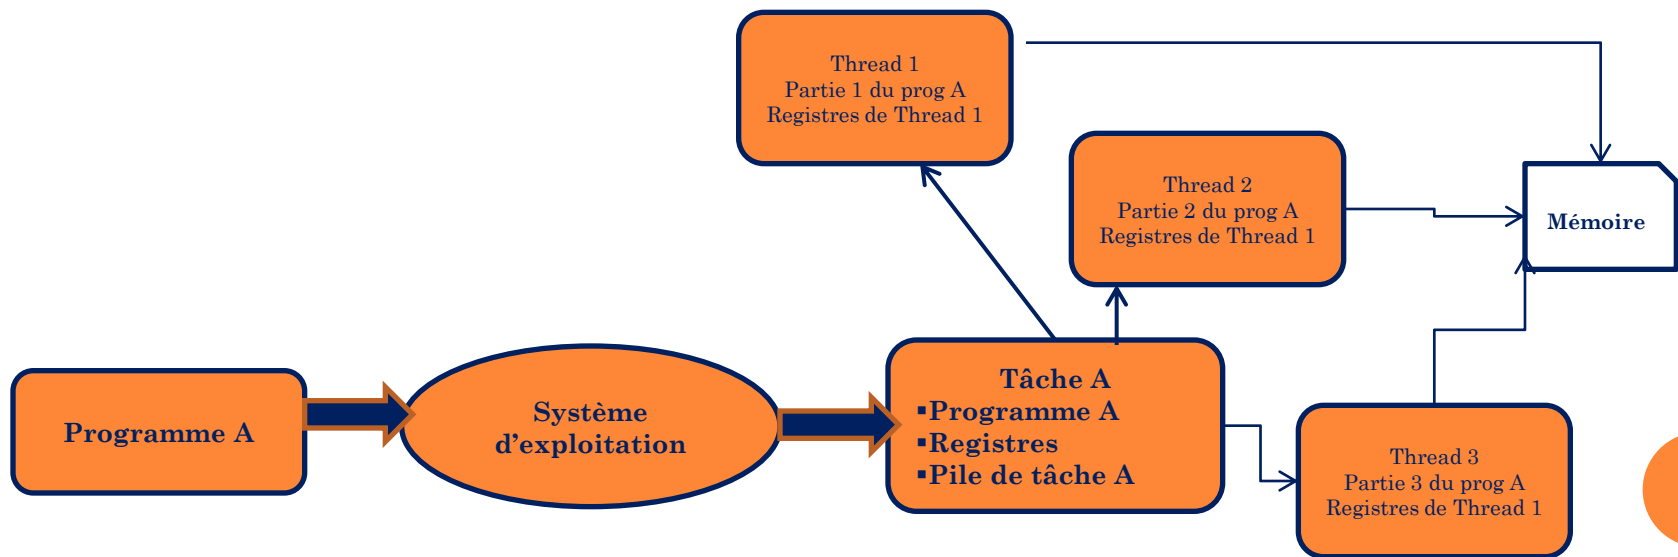 Thread 1
Partie 1 du prog A
Registres de Thread 1
Thread 2
Partie 2 du prog A
Registres de Thread 1
Mémoire
Programme A
Système
d’exploitation
Tâche A
▪Programme A
▪Registres
▪Pile de tâche A
Thread 3
Partie 3 du prog A
Registres de Thread 1